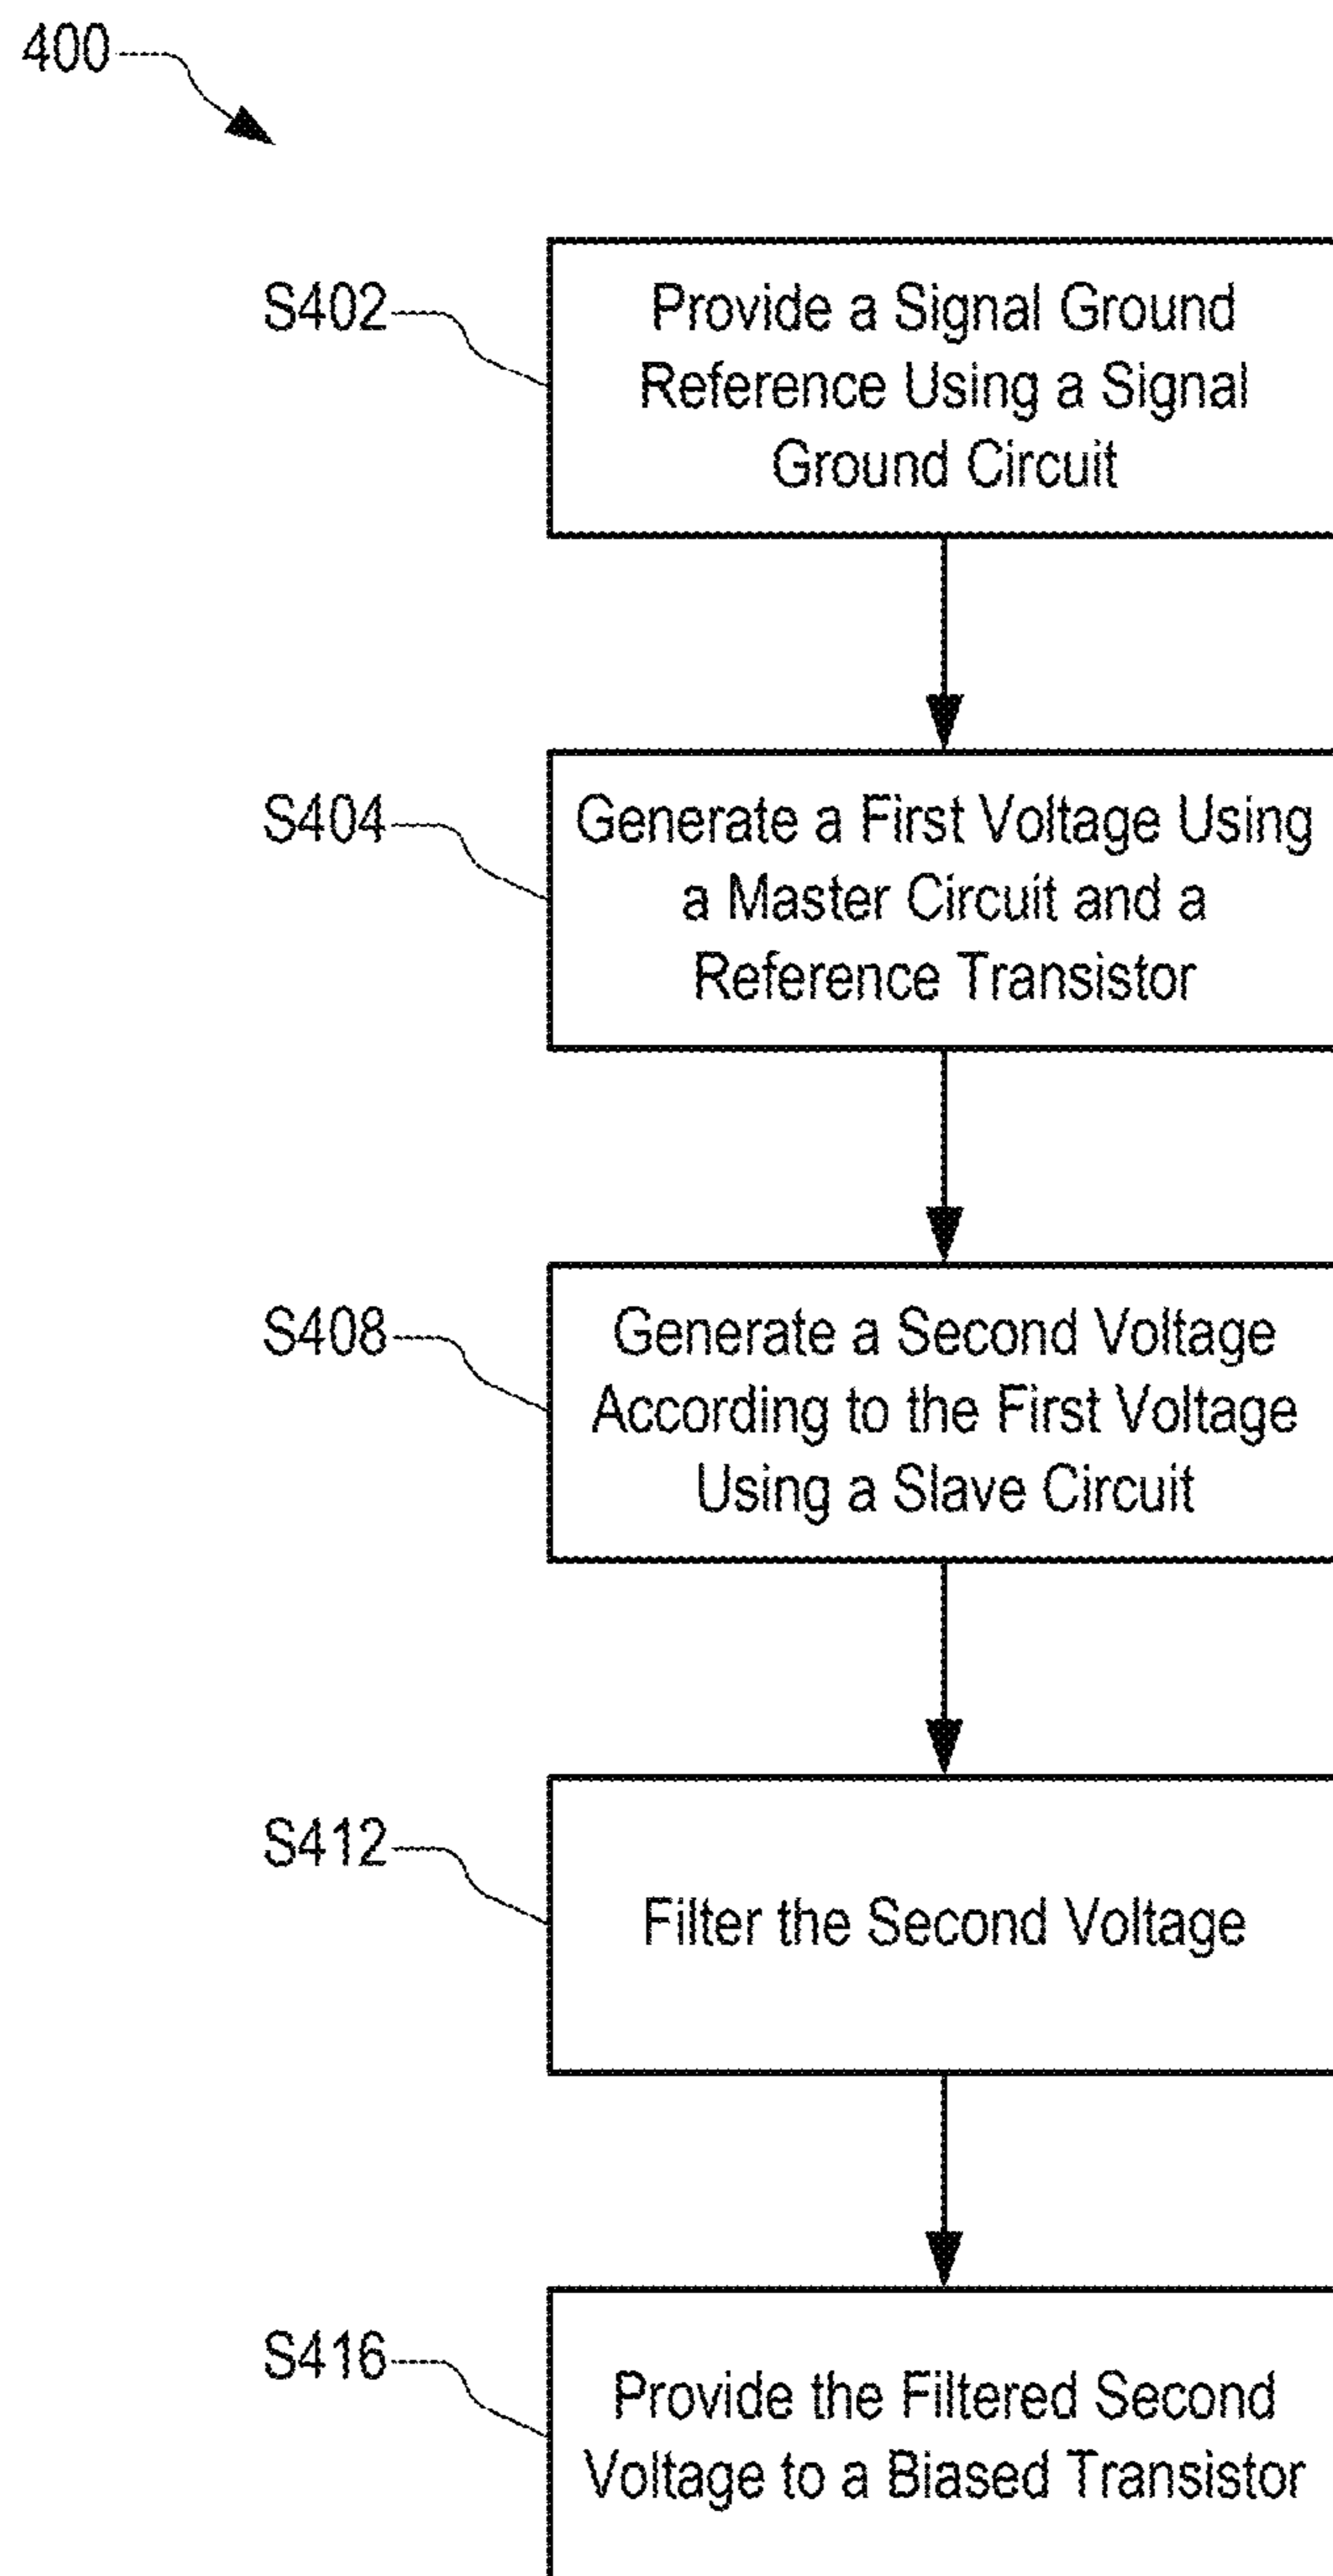 400
S402
Provide a Signal Ground
Reference Using a Signal
Ground Circuit
S404
Generate a First Voltage Using
a Master Circuit and a
Reference Transistor
S408
Generate a Second Voltage
According to the First Voltage
Using a Slave Circuit
S412
Filter the Second Voltage
S416
Provide the Filtered Second
Voltage to a Biased Transistor